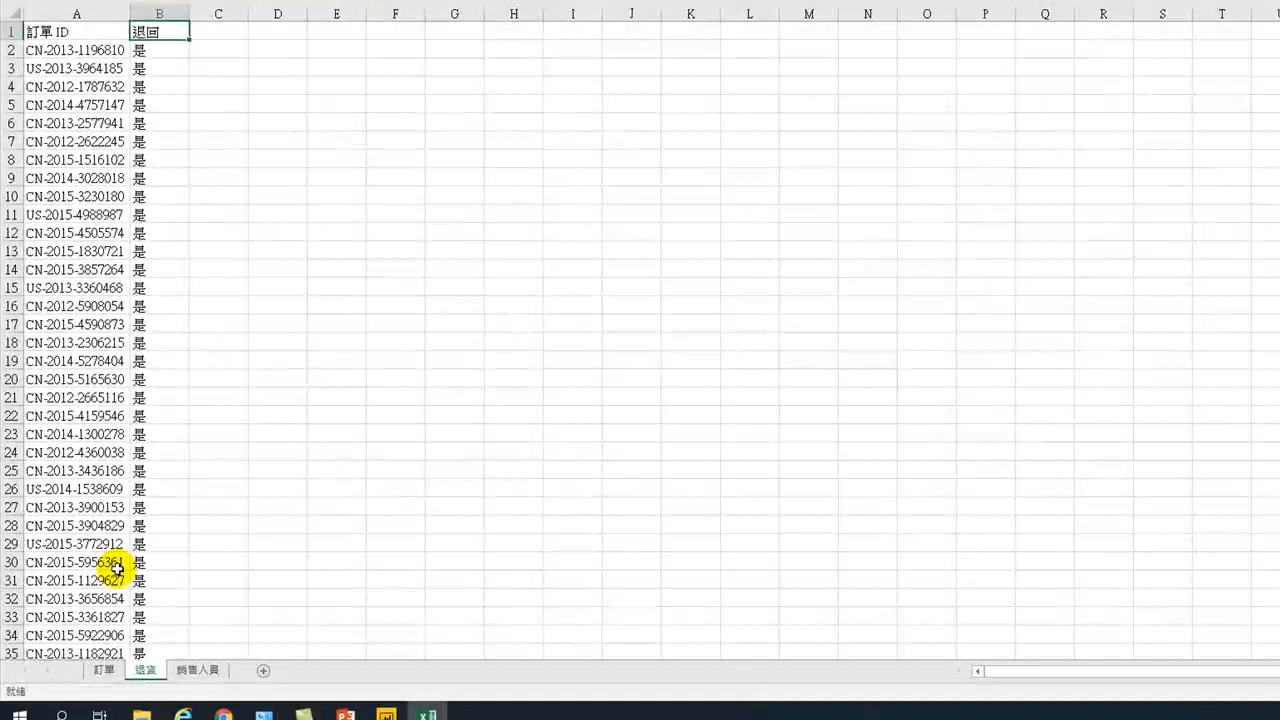 A B C D E F G H I J K L M N O P Q R S T
1 訂單 ID 退回
2 CN-2013-1196810 是
3 US-2013-3964185 是
4 CN-2012-1787632 是
5 CN-2014-4757147 是
6 CN-2013-2577941 是
7 CN-2012-2622245 是
8 CN-2015-1516102 是
9 CN-2014-3028018 是
10 CN-2015-3230180 是
11 US-2015-4988987 是
12 CN-2015-4505574 是
13 CN-2015-1830721 是
14 CN-2015-3857264 是
15 US-2013-3360468 是
16 CN-2012-5908054 是
17 CN-2015-4590873 是
18 CN-2013-2306215 是
19 CN-2014-5278404 是
20 CN-2015-5165630 是
21 CN-2012-2665116 是
22 CN-2015-4159546 是
23 CN-2014-1300278 是
24 CN-2012-4360038 是
25 CN-2013-3436186 是
26 US-2014-1538609 是
27 CN-2013-3900153 是
28 CN-2015-3904829 是
29 US-2015-3772912 是
30 CN-2015-5956361 是
31 CN-2015-1129627 是
32 CN-2013-3656854 是
33 CN-2015-3361827 是
34 CN-2015-5922906 是
35 CN-2013-1182921 是
訂單 退貨 銷售人員
就緒